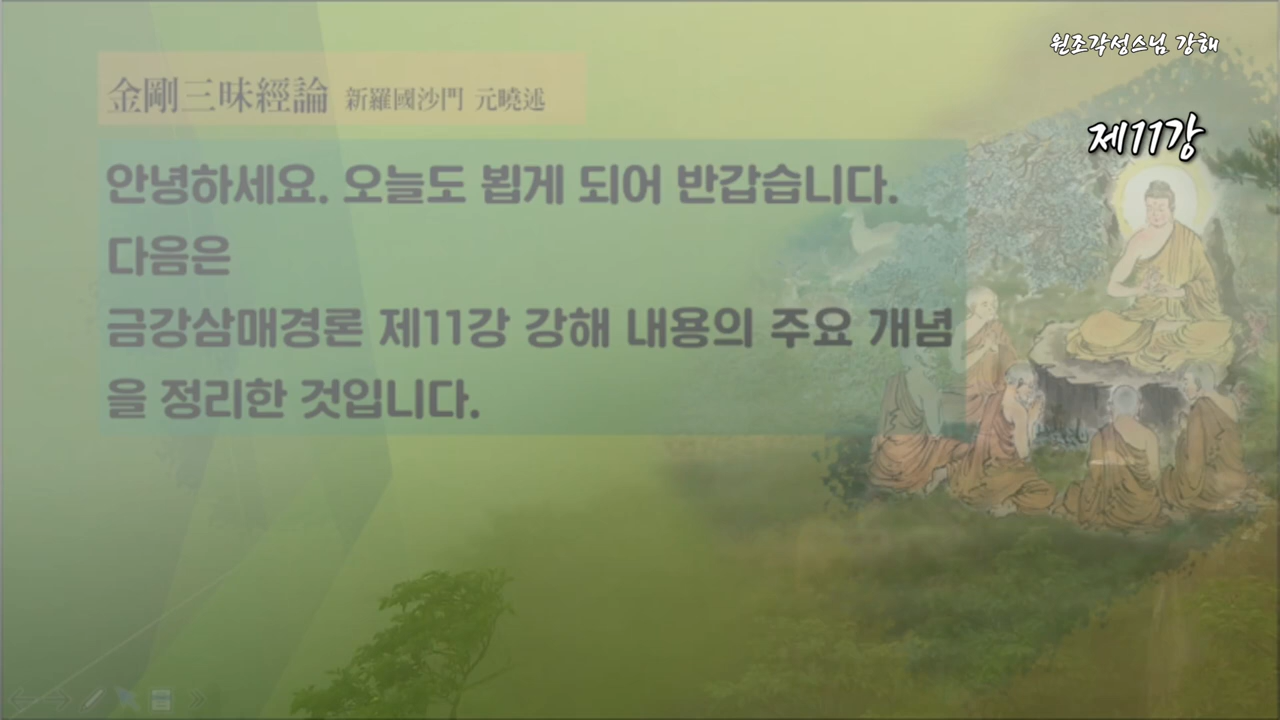 원조각성스님 강해
제11강
金剛三昧經論 新羅國沙門 元曉述
안녕하세요. 오늘도 뵙게 되어 반갑습니다.
다음은
금강삼매경론 제11강 강해 내용의 주요 개념
을 정리한 것입니다.